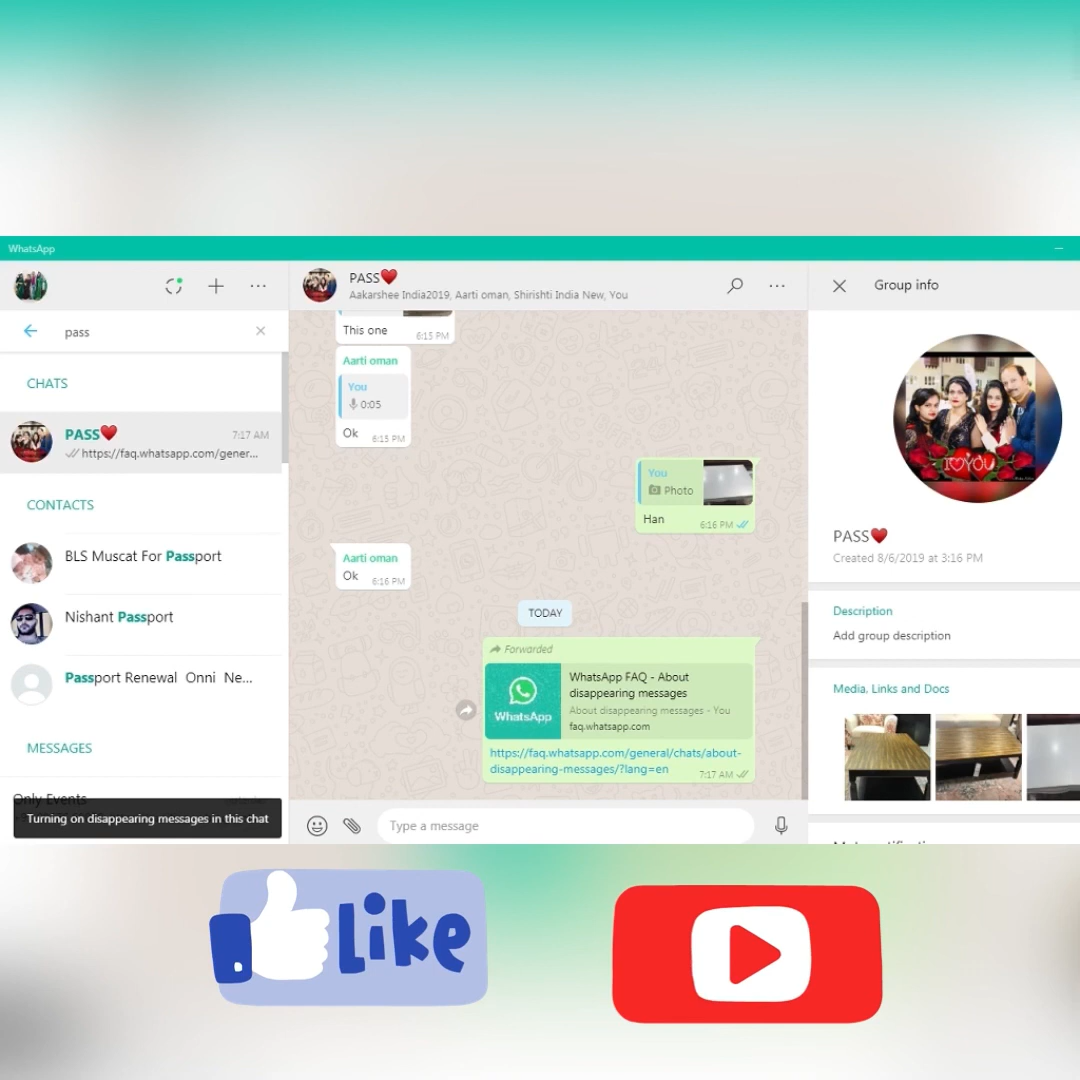 WhatsApp
pass
CHATS
PASS❤️
7:17 AM
https://faq.whatsapp.com/gener...
CONTACTS
BLS Muscat For Passport
Nishant Passport
Passport Renewal Onni Ne...
MESSAGES
Only Events
Turning on disappearing messages in this chat
PASS❤️
Aakarshee India2019, Aarti oman, Shirishti India New, You
This one
6:15 PM
Aarti oman
You
0:05
Ok
6:15 PM
You
Photo
Han
6:16 PM
Aarti oman
Ok
6:16 PM
TODAY
Forwarded
WhatsApp
WhatsApp FAQ - About
disappearing messages
About disappearing messages - You
faq.whatsapp.com
https://faq.whatsapp.com/general/chats/about-
disappearing-messages/?lang=en
7:17 AM
Type a message
Group info
I❤YOU
PASS❤️
Created 8/6/2019 at 3:16 PM
Description
Add group description
Media, Links and Docs
like